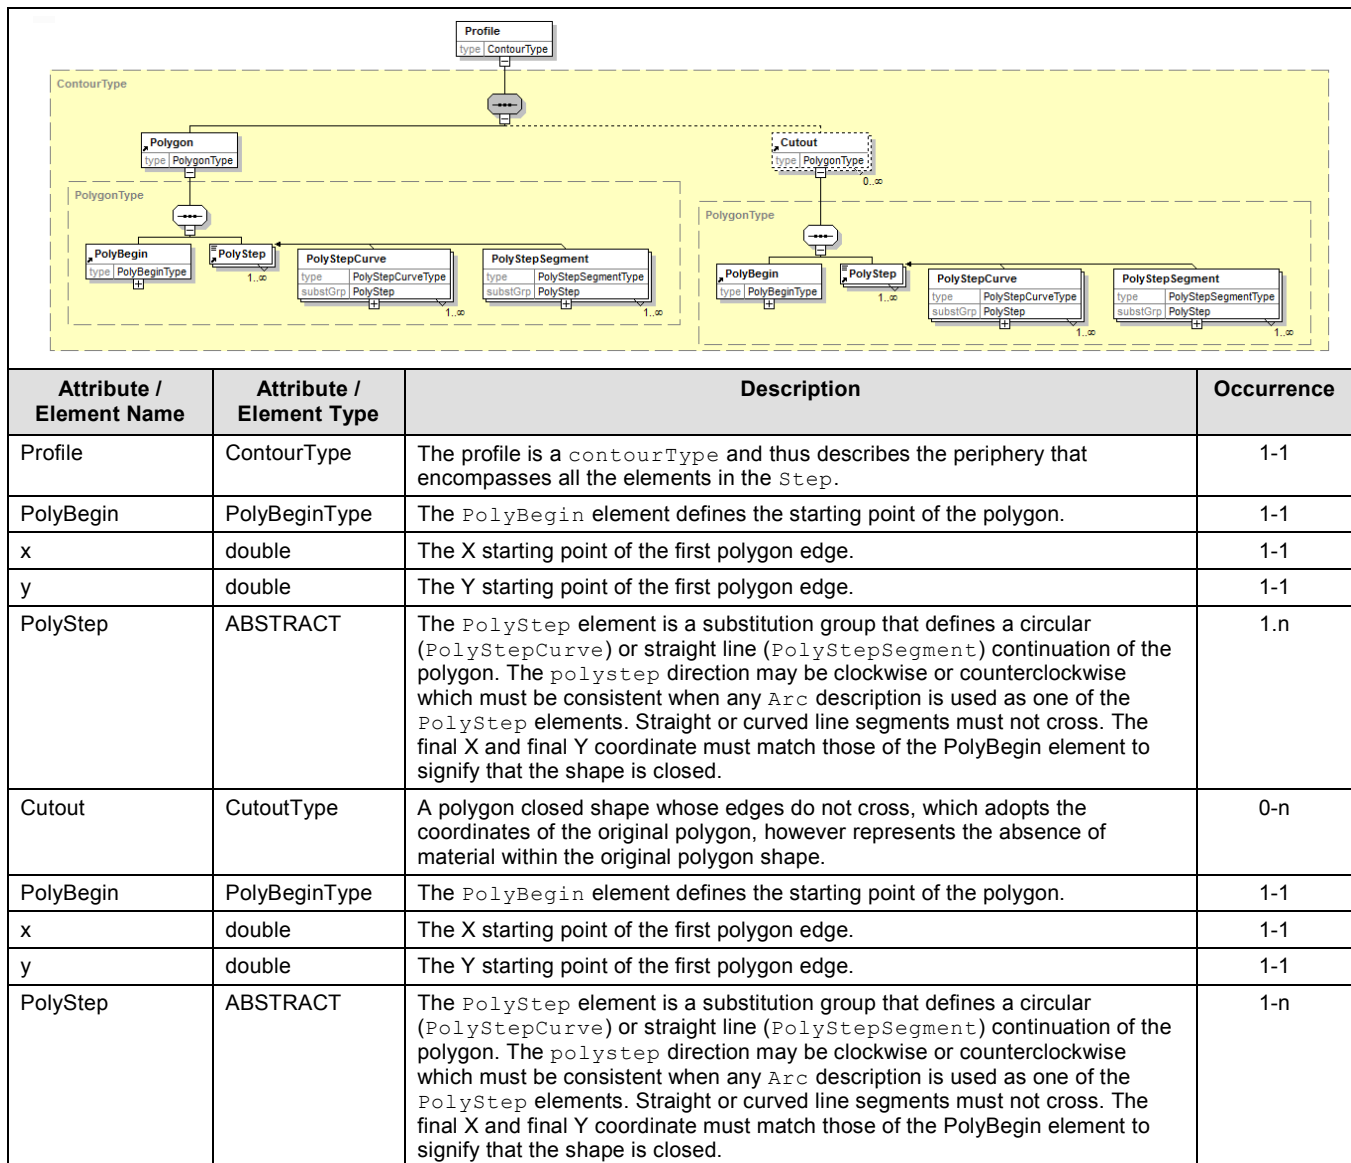 Profile
type ContourType
ContourType
Polygon
type PolygonType
Cutout
type PolygonType
0..∞
PolygonType
PolyBegin
type PolyBeginType
PolyStep
1..∞
PolyStepCurve
type PolyStepCurveType
substGrp PolyStep
1..∞
PolyStepSegment
type PolyStepSegmentType
substGrp PolyStep
1..∞
PolygonType
PolyBegin
type PolyBeginType
PolyStep
1..∞
PolyStepCurve
type PolyStepCurveType
substGrp PolyStep
1..∞
PolyStepSegment
type PolyStepSegmentType
substGrp PolyStep
1..∞
Attribute / Attribute / Description Occurrence
Element Name Element Type
Profile ContourType The profile is a contourType and thus describes the periphery that 1-1
encompasses all the elements in the Step.
PolyBegin PolyBeginType The PolyBegin element defines the starting point of the polygon. 1-1
x double The X starting point of the first polygon edge. 1-1
y double The Y starting point of the first polygon edge. 1-1
PolyStep ABSTRACT The PolyStep element is a substitution group that defines a circular 1.n
(PolyStepCurve) or straight line (PolyStepSegment) continuation of the
polygon. The polystep direction may be clockwise or counterclockwise
which must be consistent when any Arc description is used as one of the
PolyStep elements. Straight or curved line segments must not cross. The
final X and final Y coordinate must match those of the PolyBegin element to
signify that the shape is closed.
Cutout CutoutType A polygon closed shape whose edges do not cross, which adopts the 0-n
coordinates of the original polygon, however represents the absence of
material within the original polygon shape.
PolyBegin PolyBeginType The PolyBegin element defines the starting point of the polygon. 1-1
x double The X starting point of the first polygon edge. 1-1
y double The Y starting point of the first polygon edge. 1-1
PolyStep ABSTRACT The PolyStep element is a substitution group that defines a circular 1-n
(PolyStepCurve) or straight line (PolyStepSegment) continuation of the
polygon. The polystep direction may be clockwise or counterclockwise
which must be consistent when any Arc description is used as one of the
PolyStep elements. Straight or curved line segments must not cross. The
final X and final Y coordinate must match those of the PolyBegin element to
signify that the shape is closed.